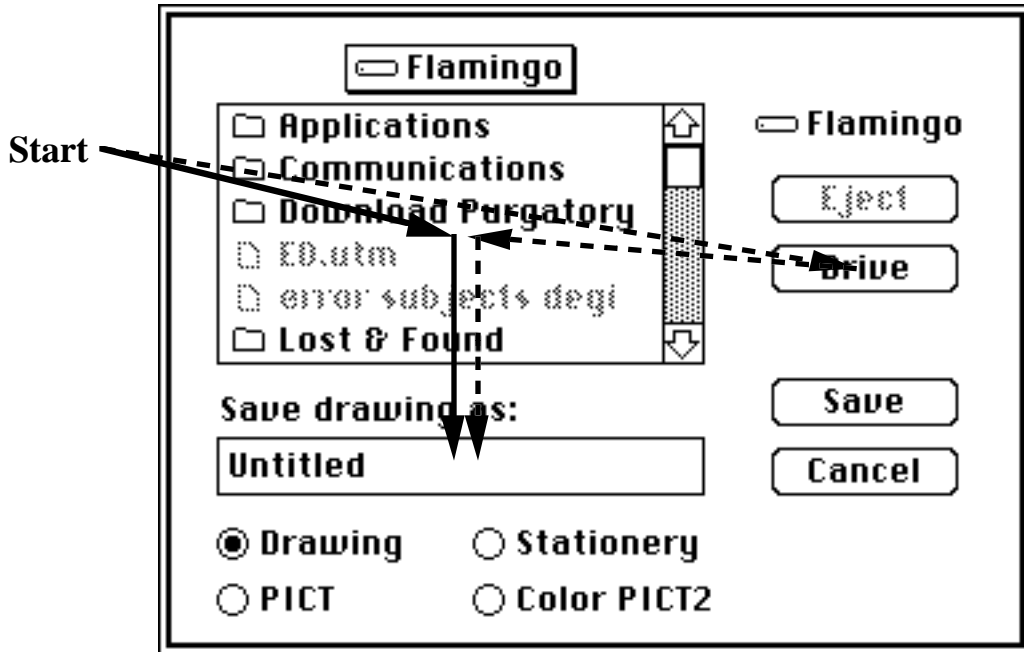 Flamingo
Start
Applications
Communications
Download Purgatory
ED.utm
error subjects degi
Lost & Found
Flamingo
Eject
Drive
Save drawing as:
Untitled
Save
Cancel
Drawing
Stationery
PICT
Color PICT2